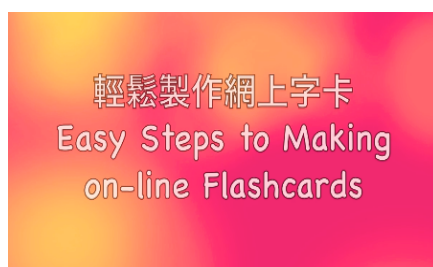 輕鬆製作網上字卡
Easy Steps to Making
on-line Flashcards